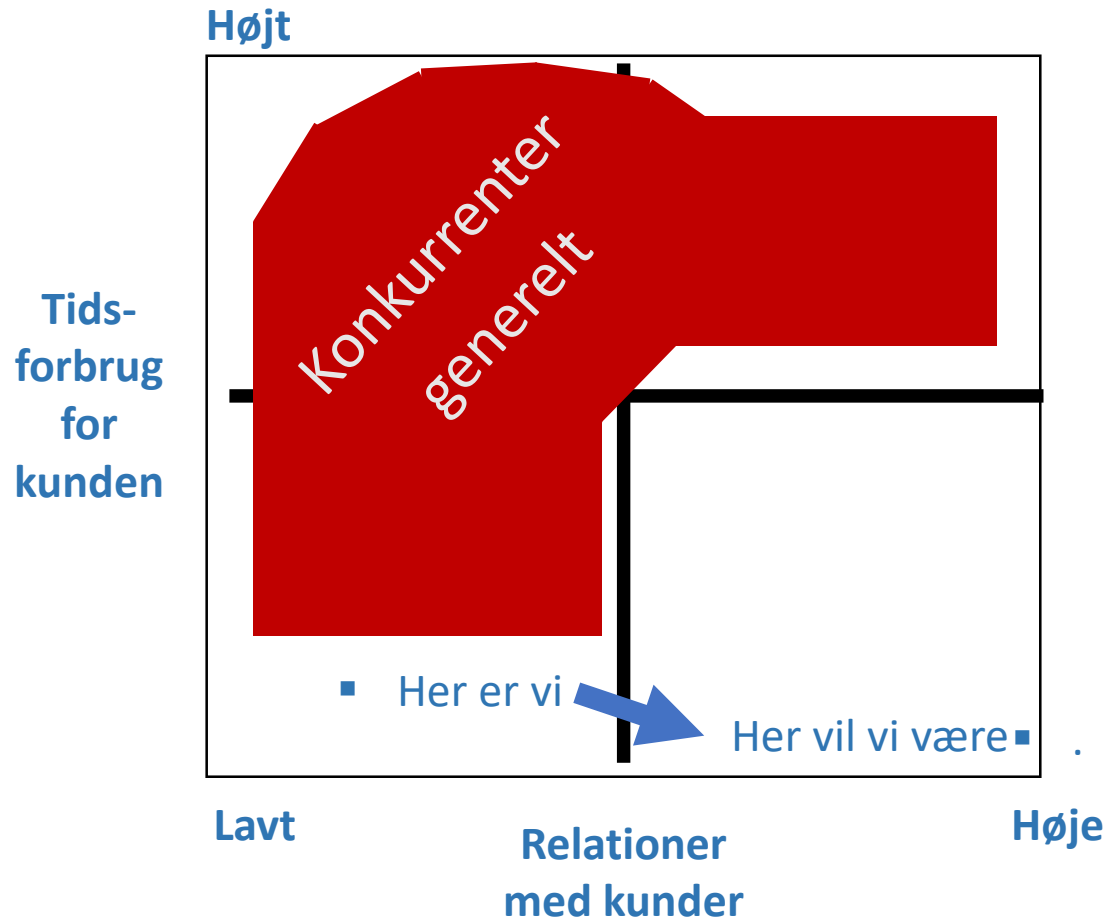 Højt
Konkurrenter
generelt
Tids-
forbrug
for
kunden
▪ Her er vi
Her vil vi være▪ .
Lavt
Høje
Relationer
med kunder